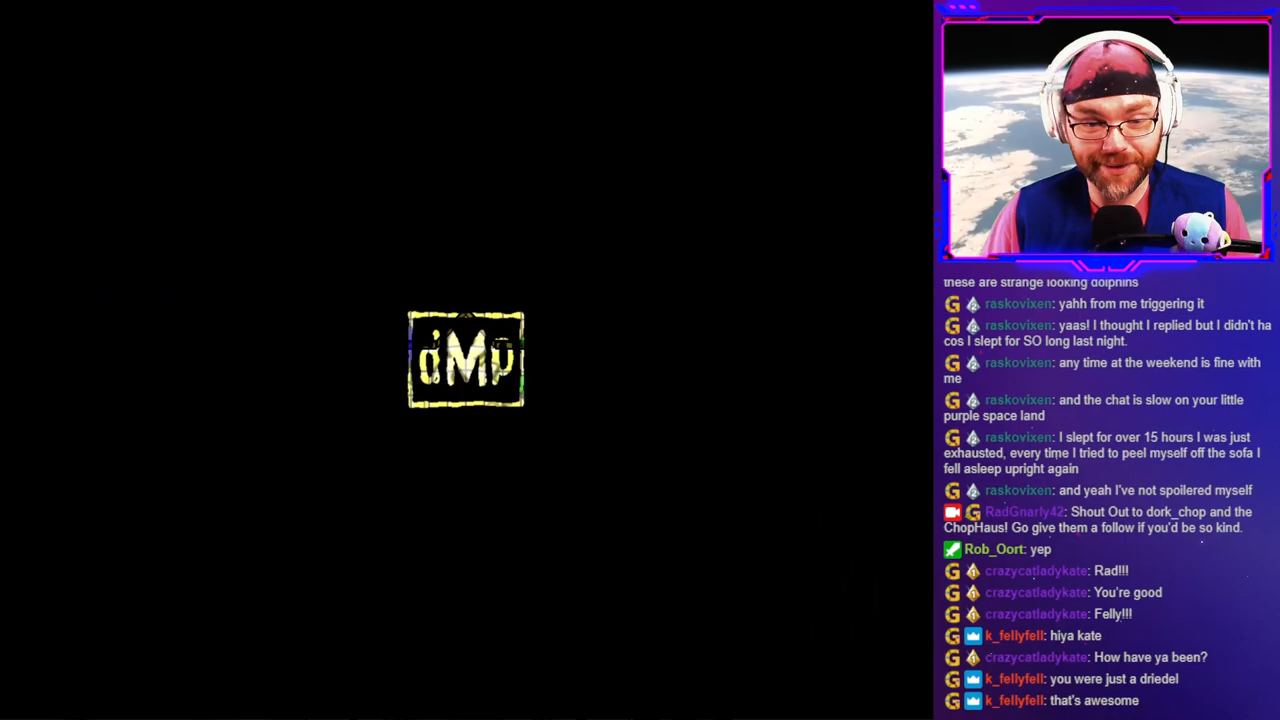 dMp
these are strange looking dolphins
raskovixen: yahh from me triggering it
raskovixen: yaas! I thought I replied but I didn't ha
cos I slept for SO long last night.
raskovixen: any time at the weekend is fine with
me
raskovixen: and the chat is slow on your little
purple space land
raskovixen: I slept for over 15 hours I was just
exhausted, every time I tried to peel myself off the sofa I
fell asleep upright again
raskovixen: and yeah I've not spoilered myself
RadGnarly42: Shout Out to dork_chop and the
ChopHaus! Go give them a follow if you'd be so kind.
Rob_Oort: yep
crazycatladykate: Rad!!!
crazycatladykate: You're good
crazycatladykate: Felly!!!
k_fellyfell: hiya kate
crazycatladykate: How have ya been?
k_fellyfell: you were just a driedel
k_fellyfell: that's awesome